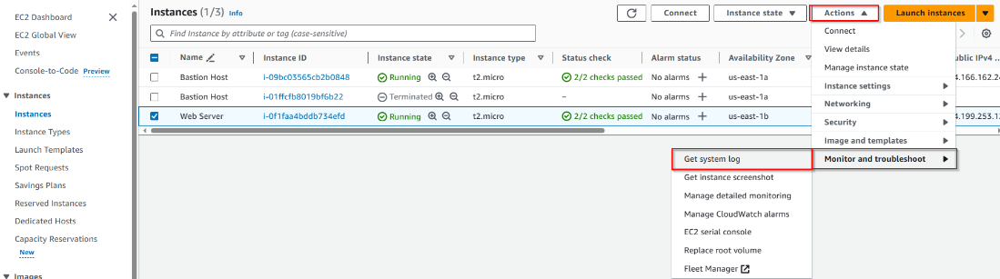 EC2 Dashboard
EC2 Global View
Events
Console-to-Code Preview
Instances
Instances
Instance Types
Launch Templates
Spot Requests
Savings Plans
Reserved Instances
Dedicated Hosts
Capacity Reservations
New
Images
Instances (1/3) Info
Connect
Instance state
Actions
Launch instances
Find Instance by attribute or tag (case-sensitive)
Name Instance ID Instance state Instance type Status check Alarm status Availability Zone ublic IPv4 ...
Bastion Host i-09bc03565cb2b0848 Running t2.micro 2/2 checks passed No alarms us-east-1a 4.166.162.24
Bastion Host i-01ffcfb8019bf6b22 Terminated t2.micro – No alarms us-east-1a
Web Server i-0f1faa4bddb734efd Running t2.micro 2/2 checks passed No alarms us-east-1b
Connect
View details
Manage instance state
Instance settings
Networking
Security
Image and templates
Monitor and troubleshoot
Get system log
Get instance screenshot
Manage detailed monitoring
Manage CloudWatch alarms
EC2 serial console
Replace root volume
Fleet Manager